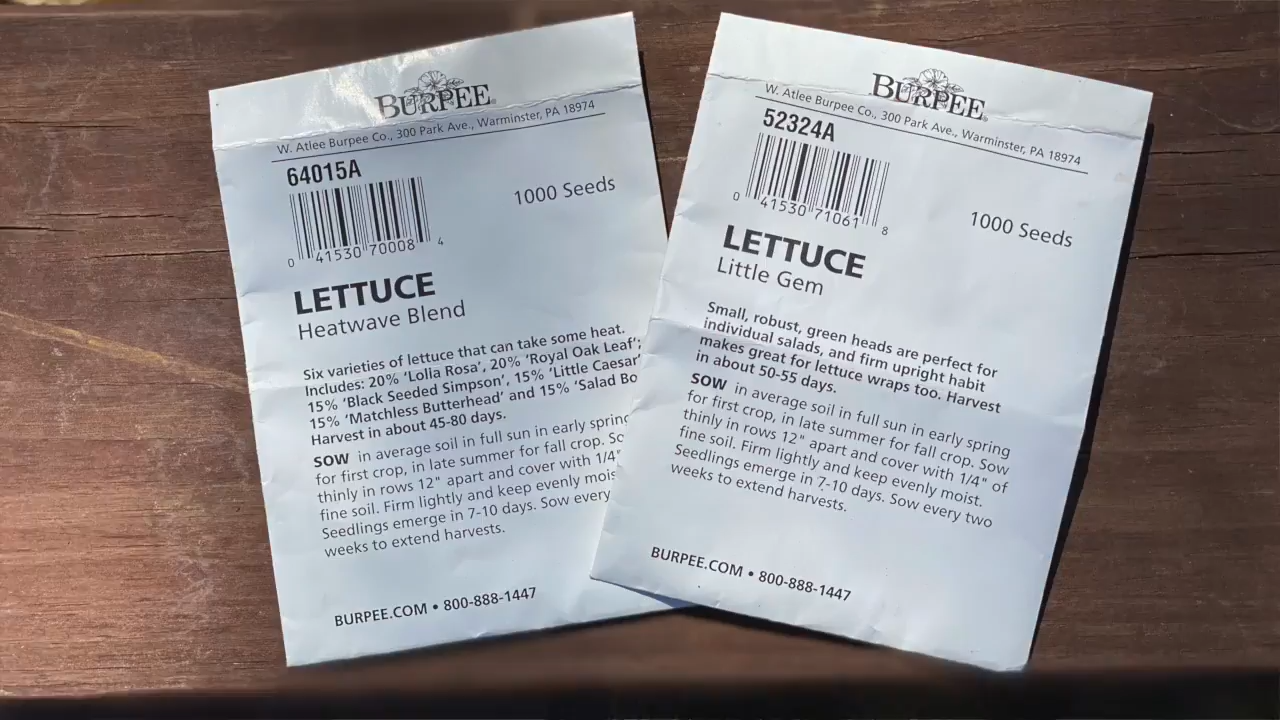 BURPEE®
W. Atlee Burpee Co., 300 Park Ave., Warminster, PA 18974
64015A
0 41530 70008 4
1000 Seeds
LETTUCE
Heatwave Blend
Six varieties of lettuce that can take some heat.
Includes: 20% ‘Lolla Rosa’, 20% ‘Royal Oak Leaf’;
15% ‘Black Seeded Simpson’, 15% ‘Little Caesar’
15% ‘Matchless Butterhead’ and 15% ‘Salad Bo
Harvest in about 45-80 days.
SOW in average soil in full sun in early spring
for first crop, in late summer for fall crop. So
thinly in rows 12" apart and cover with 1/4"
fine soil. Firm lightly and keep evenly mois
Seedlings emerge in 7-10 days. Sow every
weeks to extend harvests.
BURPEE.COM • 800-888-1447
BURPEE®
W. Atlee Burpee Co., 300 Park Ave., Warminster, PA 18974
52324A
0 41530 71061 8
1000 Seeds
LETTUCE
Little Gem
Small, robust, green heads are perfect for
individual salads, and firm upright habit
makes great for lettuce wraps too. Harvest
in about 50-55 days.
SOW in average soil in full sun in early spring
for first crop, in late summer for fall crop. Sow
thinly in rows 12" apart and cover with 1/4" of
fine soil. Firm lightly and keep evenly moist.
Seedlings emerge in 7-10 days. Sow every two
weeks to extend harvests.
BURPEE.COM • 800-888-1447